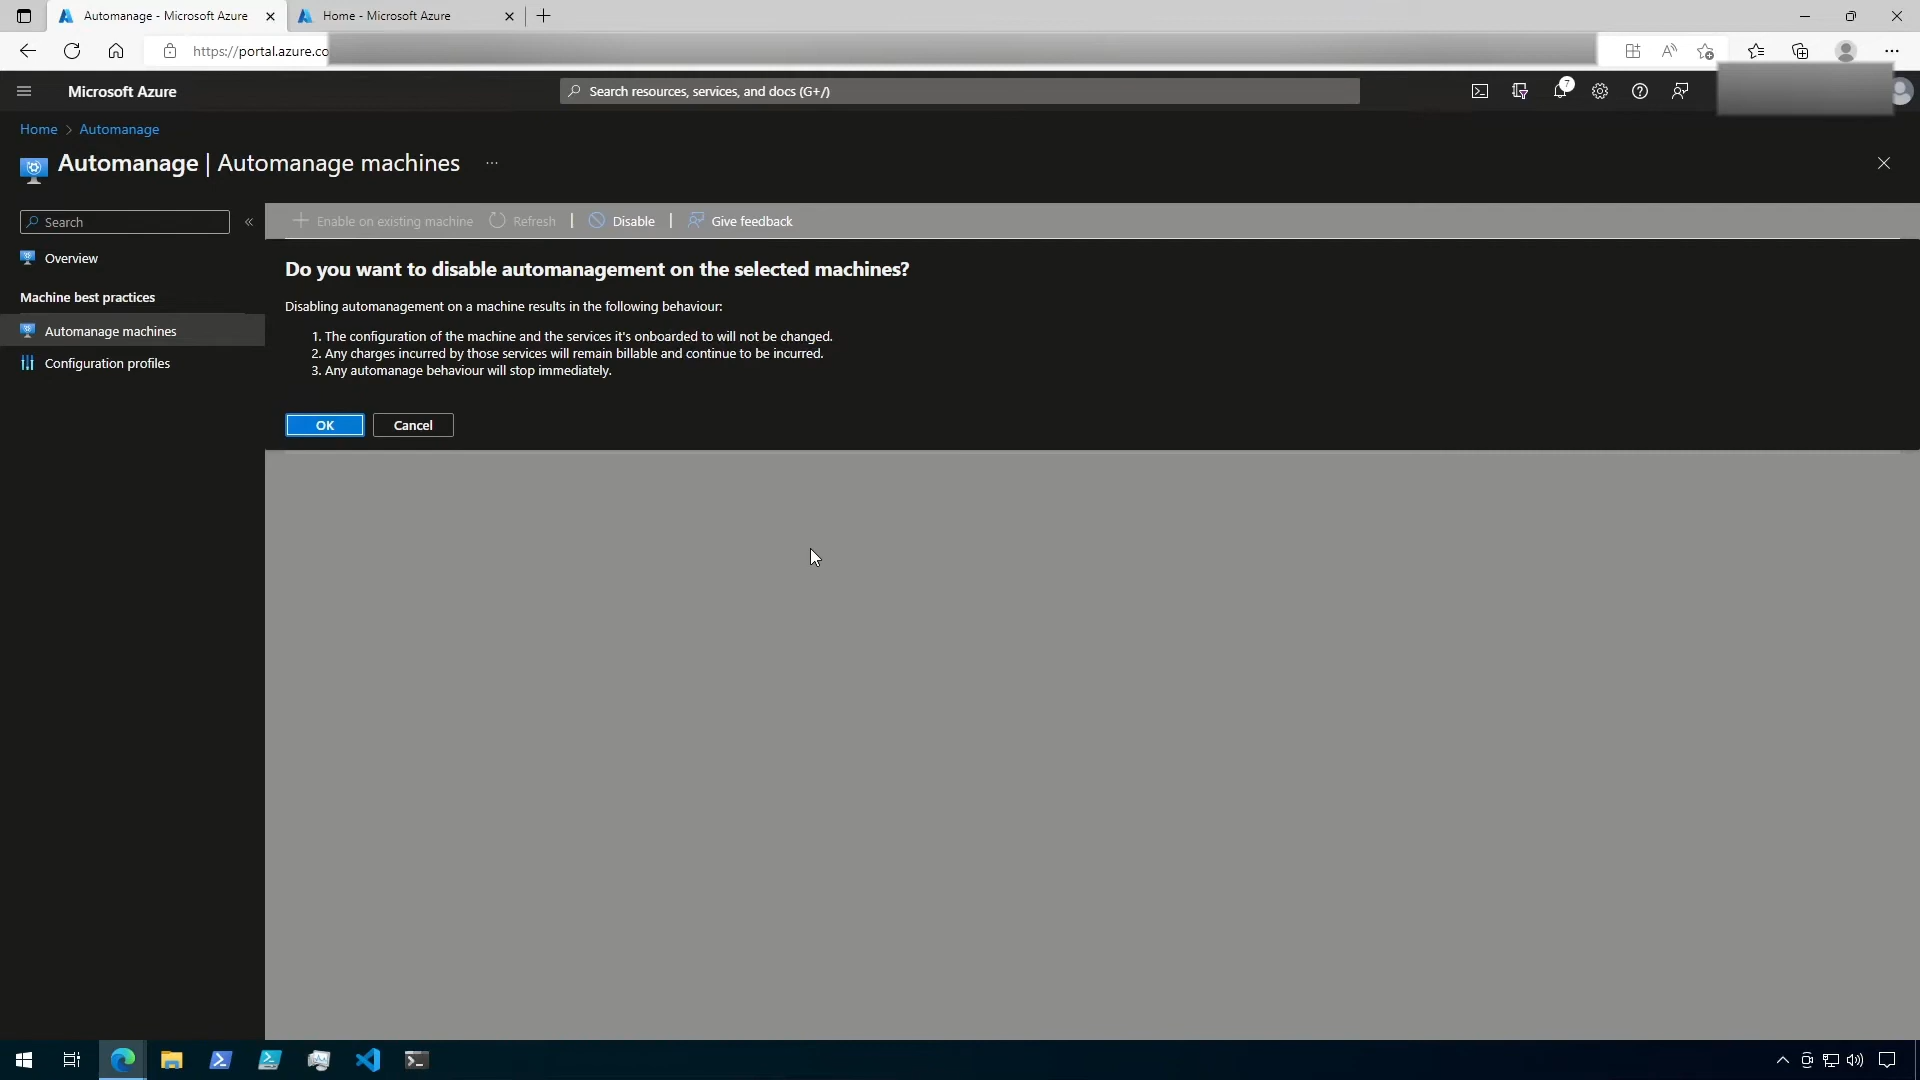 Automanage - Microsoft Azure
Home - Microsoft Azure
https://portal.azure.co
Microsoft Azure
Search resources, services, and docs (G+/)
7
Home > Automanage
Automanage | Automanage machines
...
Search
«
Enable on existing machine
Refresh
Disable
Give feedback
Overview
Machine best practices
Automanage machines
Configuration profiles
Do you want to disable automanagement on the selected machines?
Disabling automanagement on a machine results in the following behaviour:
1. The configuration of the machine and the services it's onboarded to will not be changed.
2. Any charges incurred by those services will remain billable and continue to be incurred.
3. Any automanage behaviour will stop immediately.
OK
Cancel